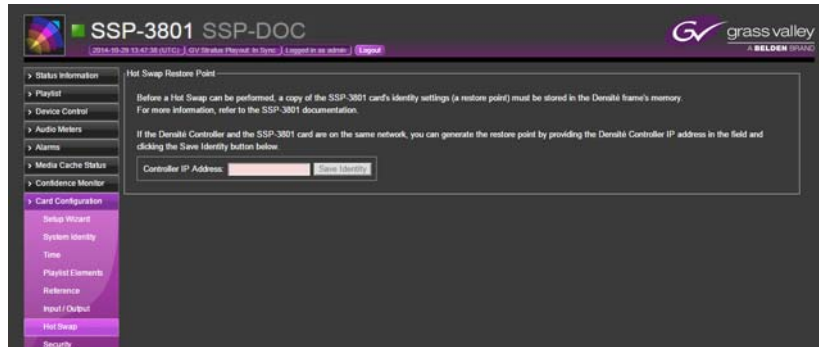 SSP-3801 SSP-DOC
2014-10-29 13:47:38 (UTC) GV Stratus Playout: In Sync Logged in as admin Logout
grass valley
A BELDEN BRAND
Status Information
Playlist
Device Control
Audio Meters
Alarms
Media Cache Status
Confidence Monitor
Card Configuration
Setup Wizard
System Identity
Time
Playlist Elements
Reference
Input / Output
Hot Swap
Security
Hot Swap Restore Point
Before a Hot Swap can be performed, a copy of the SSP-3801 card's identity settings (a restore point) must be stored in the Densité frame's memory.
For more information, refer to the SSP-3801 documentation.
If the Densité Controller and the SSP-3801 card are on the same network, you can generate the restore point by providing the Densité Controller IP address in the field and
clicking the Save Identity button below.
Controller IP Address: Save Identity